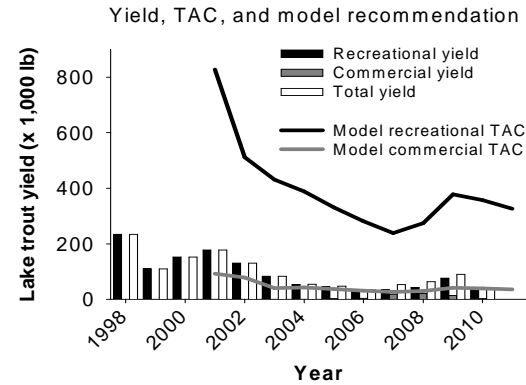 Yield, TAC, and model recommendation
Recreational yield
Commercial yield
Total yield
Model recreational TAC
Model commercial TAC
Lake trout yield (x 1,000 lb)
800
600
400
200
0
1998
2000
2002
2004
2006
2008
2010
Year